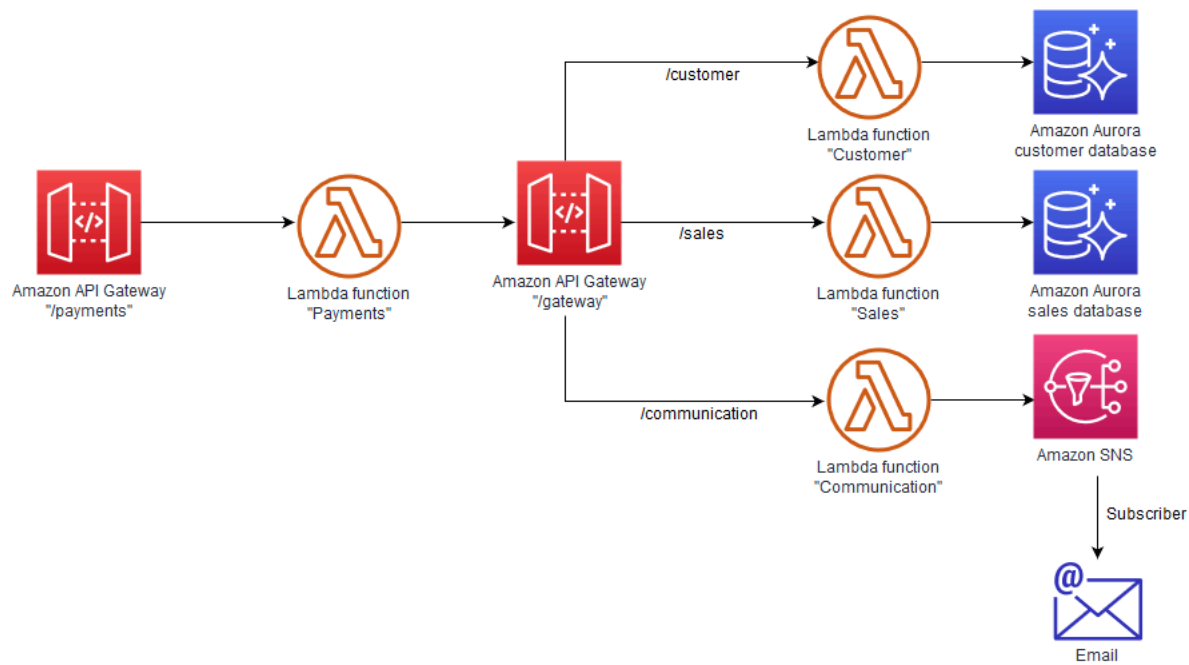 /customer
Lambda function
"Customer"
Amazon Aurora
customer database
Amazon API Gateway
"/payments"
Lambda function
"Payments"
Amazon API Gateway
"/gateway"
/sales
Lambda function
"Sales"
Amazon Aurora
sales database
/communication
Lambda function
"Communication"
Amazon SNS
Subscriber
@
Email